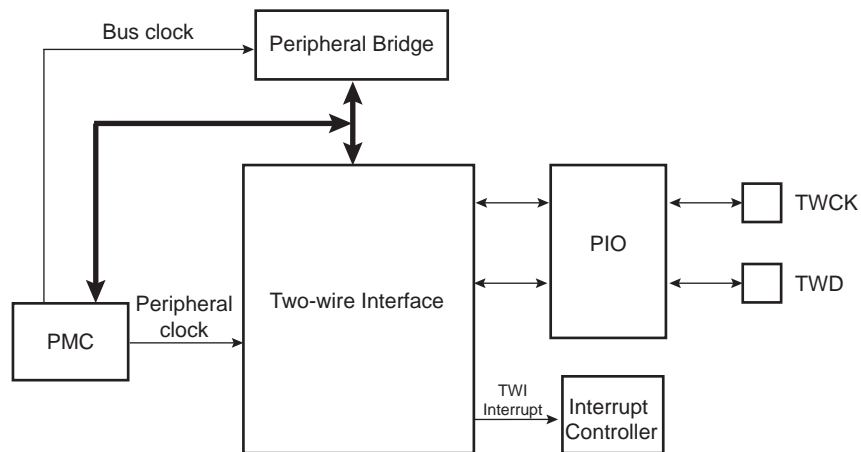 Bus clock
Peripheral Bridge
TWCK
PIO
TWD
Two-wire Interface
Peripheral
clock
PMC
TWI
Interrupt
Interrupt
Controller